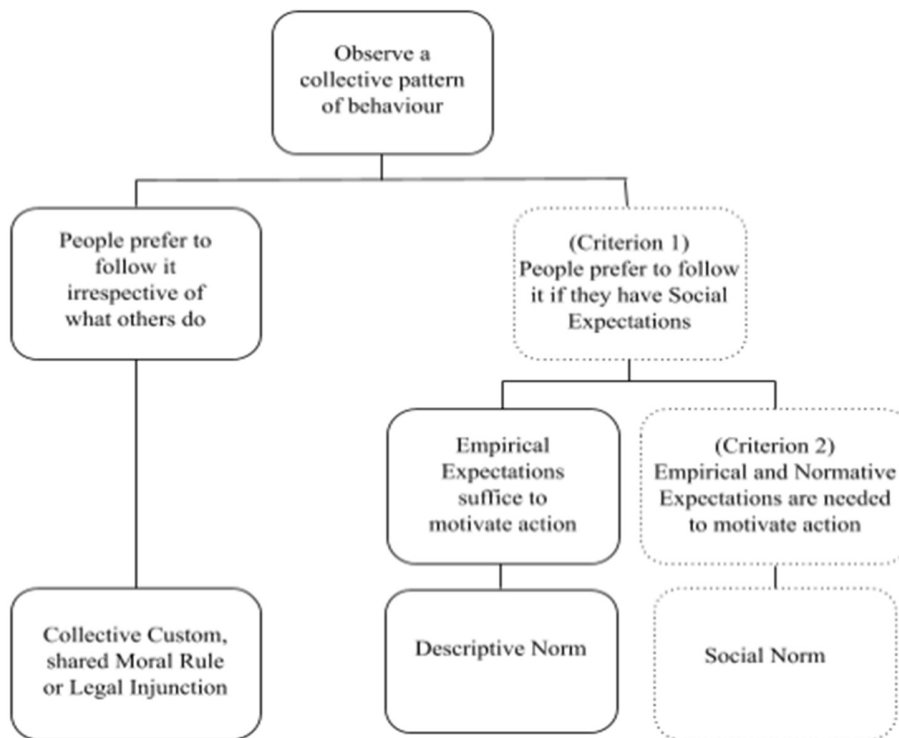 Observe a
collective pattern
of behaviour
People prefer to
follow it
irrespective of
what others do
(Criterion 1)
People prefer to follow
it if they have Social
Expectations
Empirical
Expectations
suffice to
motivate action
(Criterion 2)
Empirical and Normative
Expectations are needed
to motivate action
Collective Custom,
shared Moral Rule
or Legal Injunction
Descriptive Norm
Social Norm